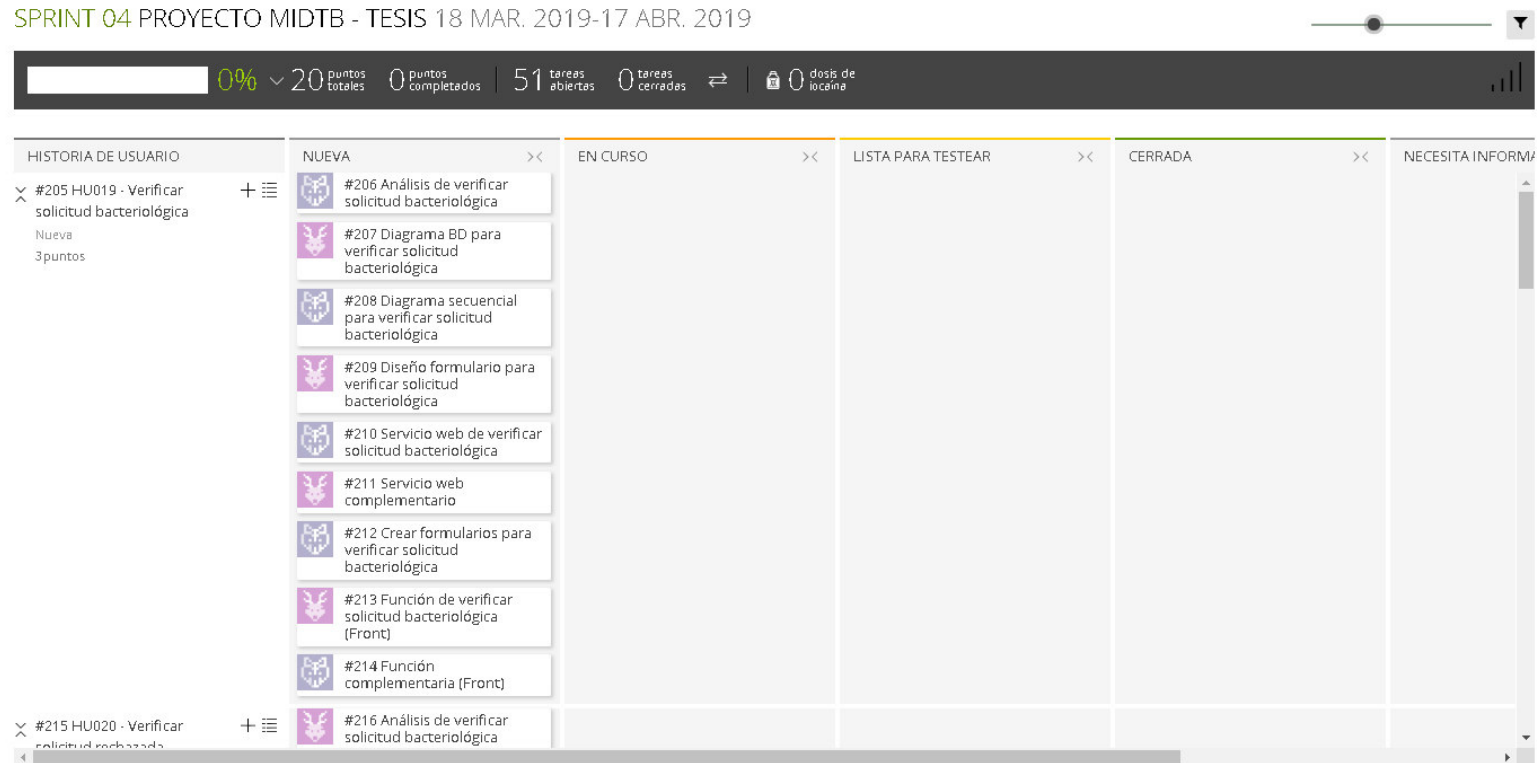 SPRINT 04 PROYECTO MIDTB - TESIS 18 MAR. 2019-17 ABR. 2019
0% 20 puntos totales 0 puntos completados 51 tareas abiertas 0 tareas cerradas 0 dosis de iocaína
HISTORIA DE USUARIO
NUEVA
EN CURSO
LISTA PARA TESTEAR
CERRADA
NECESITA INFORMA
#205 HU019 - Verificar
solicitud bacteriológica
Nueva
3 puntos
#206 Análisis de verificar
solicitud bacteriológica
#207 Diagrama BD para
verificar solicitud
bacteriológica
#208 Diagrama secuencial
para verificar solicitud
bacteriológica
#209 Diseño formulario para
verificar solicitud
bacteriológica
#210 Servicio web de verificar
solicitud bacteriológica
#211 Servicio web
complementario
#212 Crear formularios para
verificar solicitud
bacteriológica
#213 Función de verificar
solicitud bacteriológica
(Front)
#214 Función
complementaria (Front)
#215 HU020 - Verificar
solicitud rechazada
#216 Análisis de verificar
solicitud bacteriológica